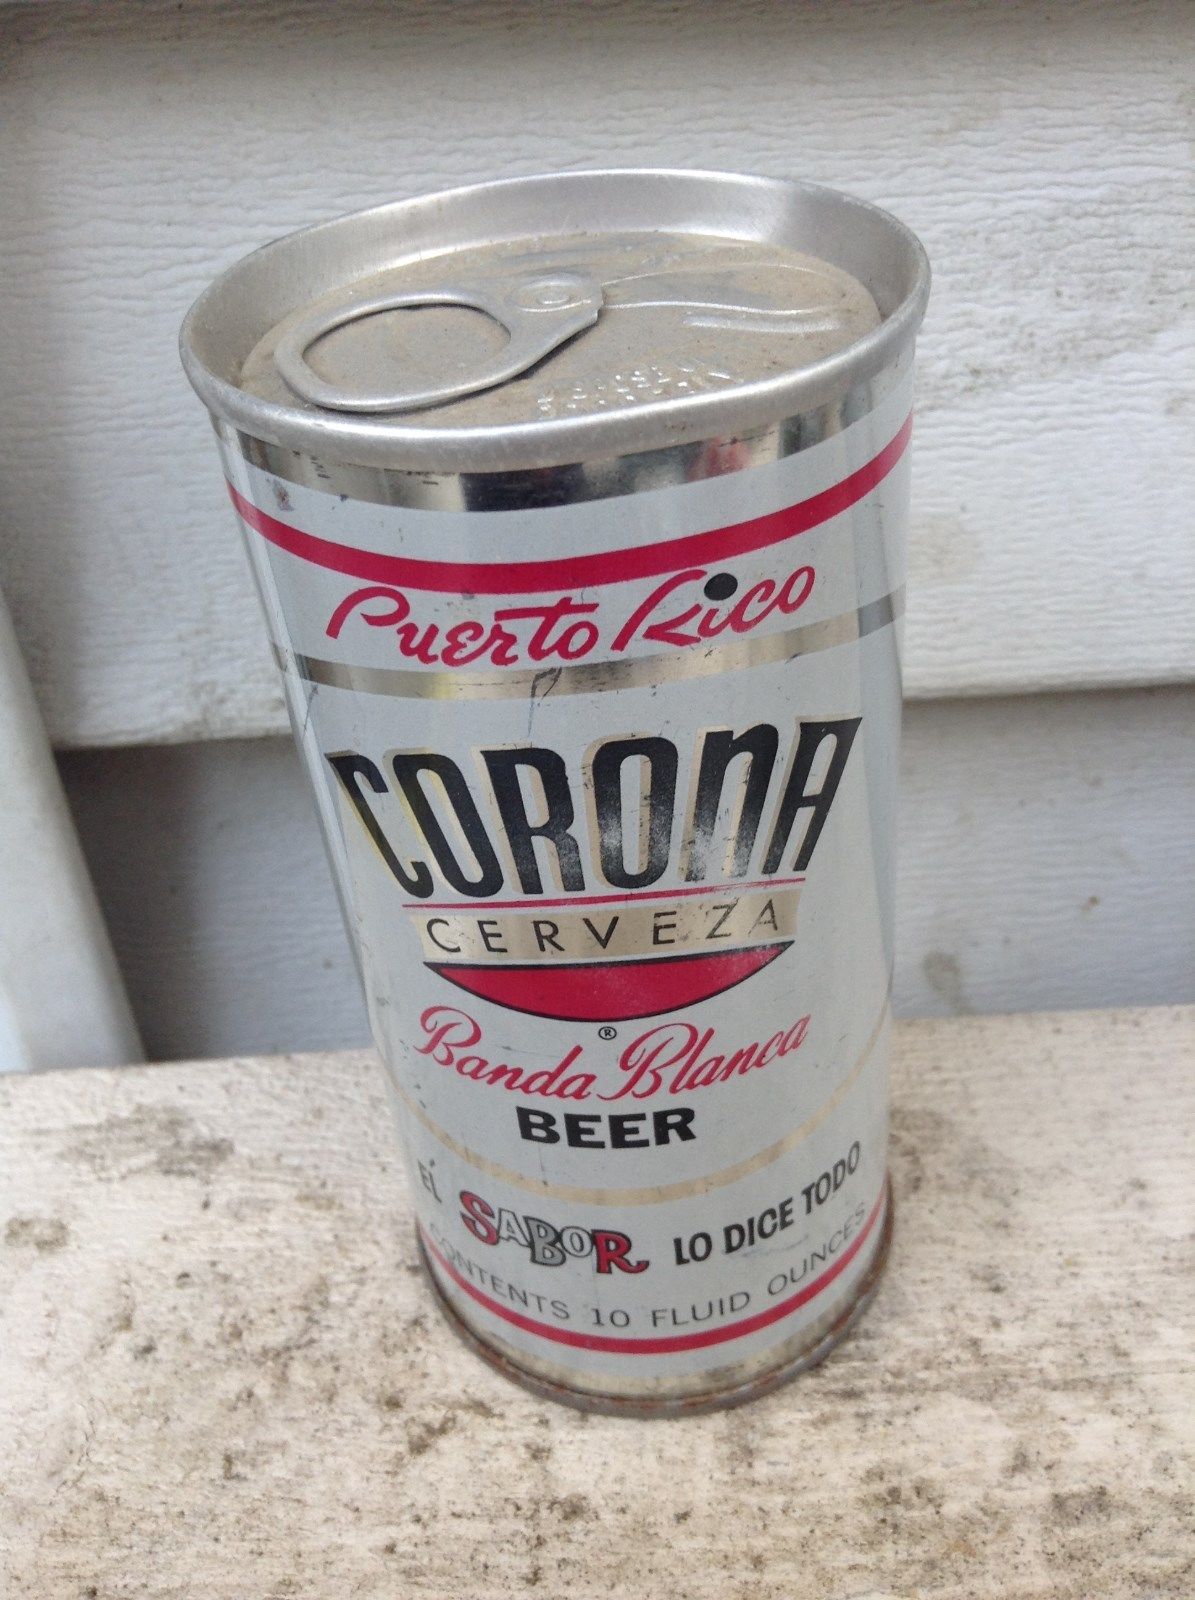 Puerto Rico
CORONA
CERVEZA
®
Banda Blanca
BEER
EL SABOR LO DICE TODO
CONTENTS 10 FLUID OUNCES